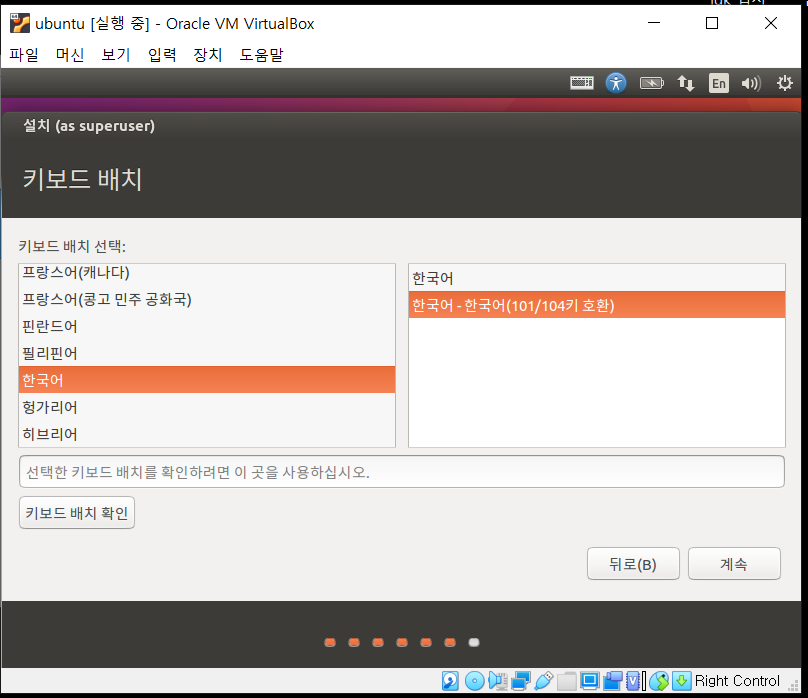 ubuntu [실행 중] - Oracle VM VirtualBox
파일 머신 보기 입력 장치 도움말
En
설치 (as superuser)
키보드 배치
키보드 배치 선택:
프랑스어(캐나다)
프랑스어(콩고 민주 공화국)
핀란드어
필리핀어
한국어
헝가리어
히브리어
한국어
한국어 - 한국어(101/104키 호환)
선택한 키보드 배치를 확인하려면 이 곳을 사용하십시오.
키보드 배치 확인
뒤로(B) 계속
Right Control